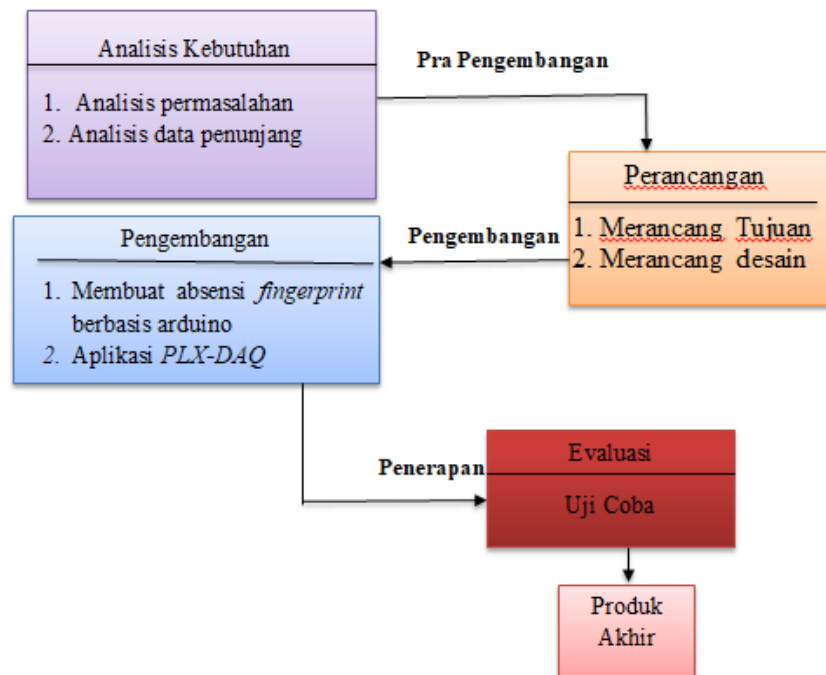 Analisis Kebutuhan
1. Analisis permasalahan
2. Analisis data penunjang
Pra Pengembangan
Perancangan
1. Merancang Tujuan
2. Merancang desain
Pengembangan
Pengembangan
1. Membuat absensi fingerprint
berbasis arduino
2. Aplikasi PLX-DAQ
Penerapan
Evaluasi
Uji Coba
Produk
Akhir